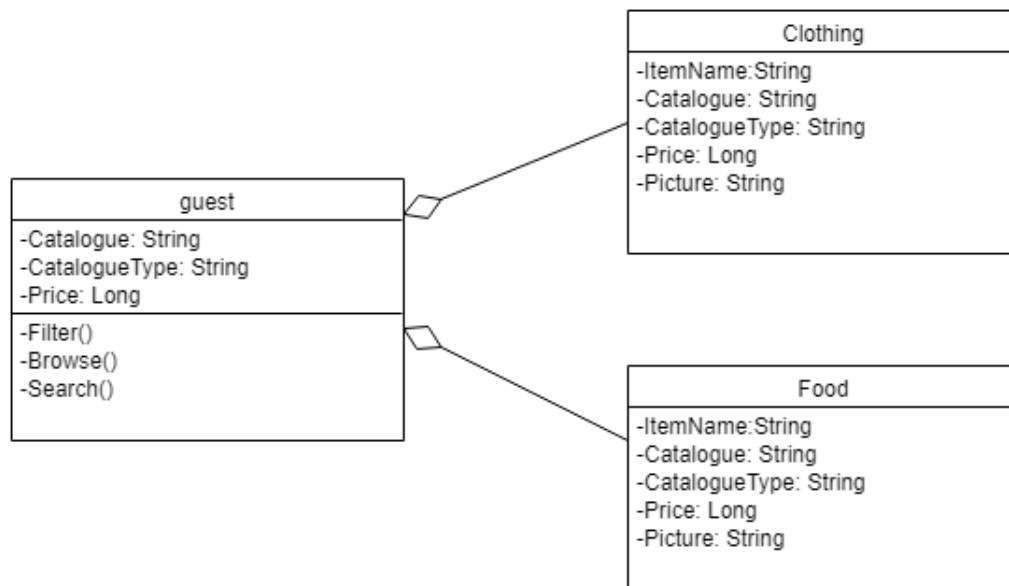 Clothing
-ItemName:String
-Catalogue: String
-CatalogueType: String
-Price: Long
-Picture: String
guest
-Catalogue: String
-CatalogueType: String
-Price: Long
-Filter()
-Browse()
-Search()
Food
-ItemName:String
-Catalogue: String
-CatalogueType: String
-Price: Long
-Picture: String